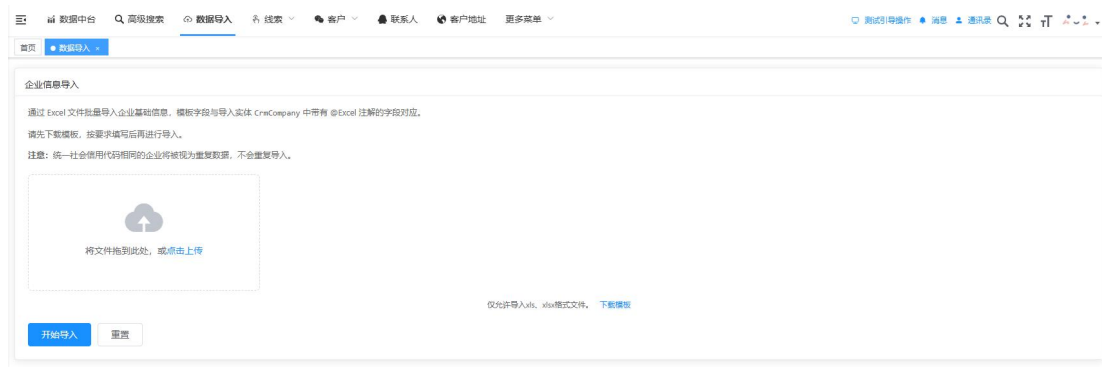 数据中台 高级搜索 数据导入 线索 客户 联系人 客户地址 更多菜单 测试引导操作 消息 通讯录
首页 数据导入 ×
企业信息导入
通过 Excel 文件批量导入企业基础信息，模板字段与导入实体 CrmCompany 中带有 @Excel 注解的字段对应。
请先下载模板，按要求填写后再进行导入。
注意：统一社会信用代码相同的企业将被视为重复数据，不会重复导入。
将文件拖到此处，或点击上传
仅允许导入xls、xlsx格式文件。 下载模板
开始导入 重置